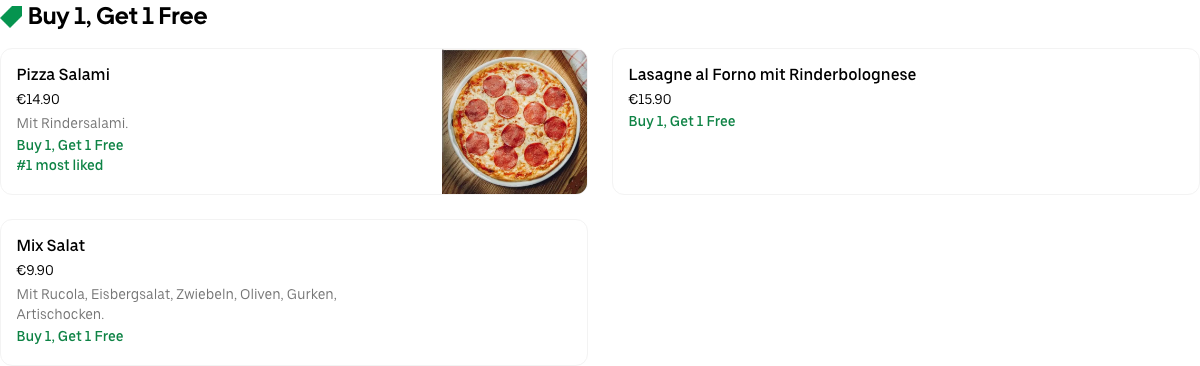 Buy 1, Get 1 Free
Pizza Salami
€14.90
Mit Rindersalami.
Buy 1, Get 1 Free
#1 most liked
Lasagne al Forno mit Rinderbolognese
€15.90
Buy 1, Get 1 Free
Mix Salat
€9.90
Mit Rucola, Eisbergsalat, Zwiebeln, Oliven, Gurken,
Artischocken.
Buy 1, Get 1 Free